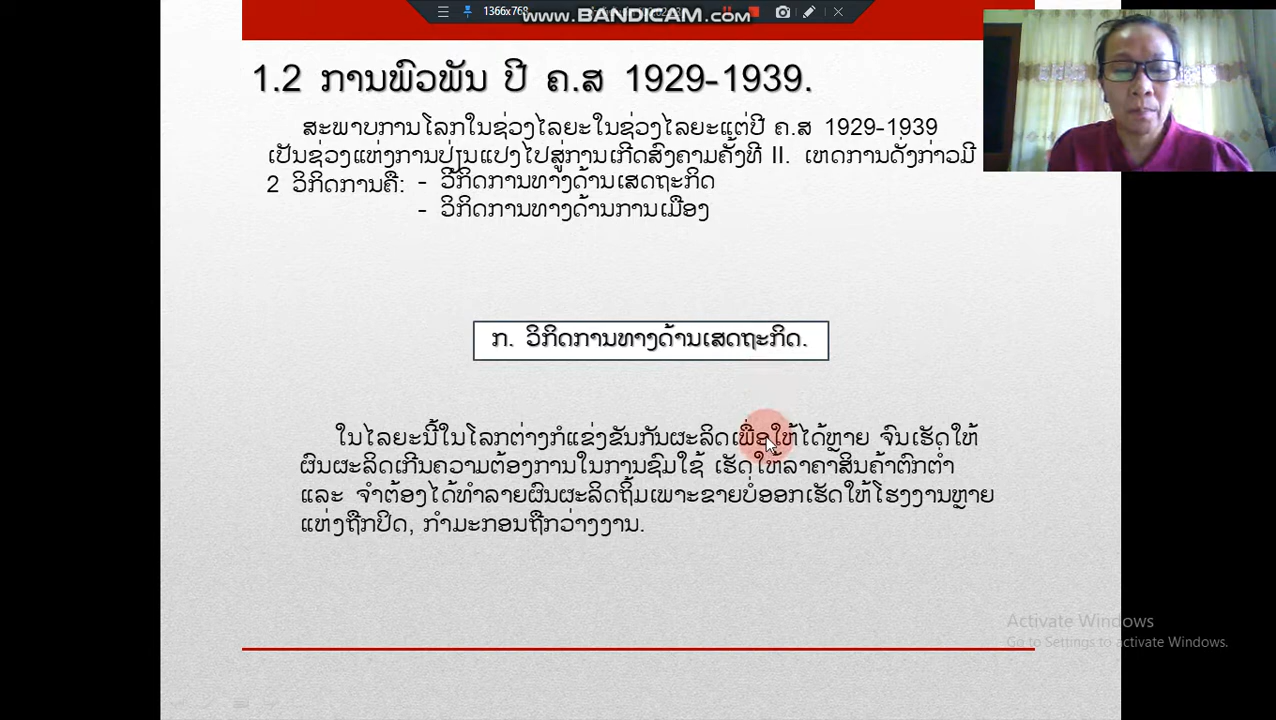 1366x768
www.BANDICAM.com
1.2 ການພົວພັນ ປີ ຄ.ສ 1929-1939.
ສະພາບການໂລກໃນຊ່ວງໄລຍະໃນຊ່ວງໄລຍະແຕ່ປີ ຄ.ສ 1929-1939
ເປັນຊ່ວງແຫ່ງການປ່ຽນແປງໄປສູ່ການເກີດສົງຄາມຄັ້ງທີ II. ເຫດການດັ່ງກ່າວມີ
2 ວິກິດການຄື: - ວິກິດການທາງດ້ານເສດຖະກິດ
- ວິກິດການທາງດ້ານການເມືອງ
ກ. ວິກິດການທາງດ້ານເສດຖະກິດ.
ໃນໄລຍະນີ້ໃນໂລກຕ່າງກໍແຂ່ງຂັນກັນຜະລິດເພື່ອໃຫ້ໄດ້ຫຼາຍ ຈົນເຮັດໃຫ້
ຜົນຜະລິດເກີນຄວາມຕ້ອງການໃນການຊົມໃຊ້ ເຮັດໃຫ້ລາຄາສິນຄ້າຕົກຕໍ່າ
ແລະ ຈໍາຕ້ອງໄດ້ທໍາລາຍຜົນຜະລິດຖິ້ມເພາະຂາຍບໍ່ອອກເຮັດໃຫ້ໂຮງງານຫຼາຍ
ແຫ່ງຖືກປິດ, ກໍາມະກອນຖືກວ່າງງານ.
Activate Windows
Go to Settings to activate Windows.